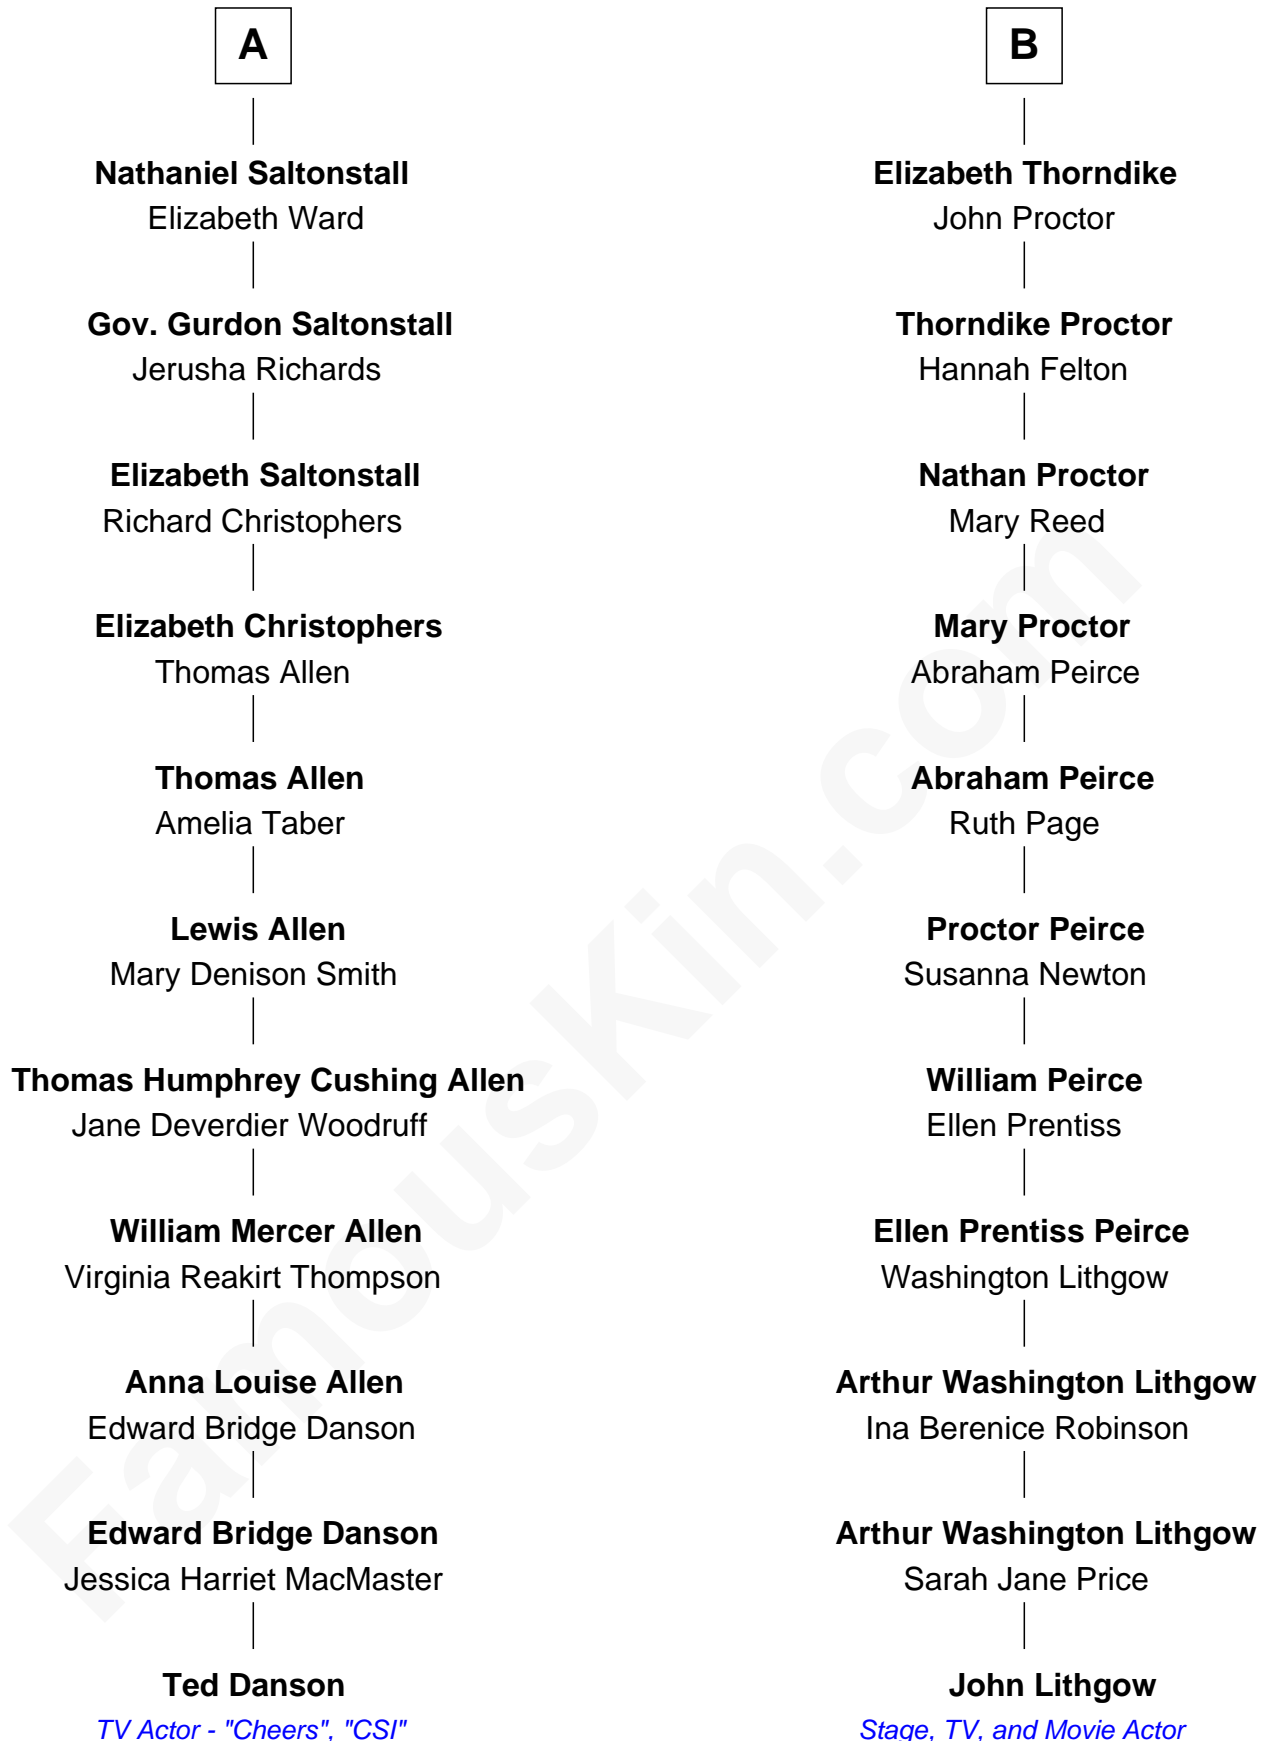 A
Nathaniel Saltonstall
Elizabeth Ward
Gov. Gurdon Saltonstall
Jerusha Richards
Elizabeth Saltonstall
Richard Christophers
Elizabeth Christophers
Thomas Allen
Thomas Allen
Amelia Taber
Lewis Allen
Mary Denison Smith
Thomas Humphrey Cushing Allen
Jane Deverdier Woodruff
William Mercer Allen
Virginia Reakirt Thompson
Anna Louise Allen
Edward Bridge Danson
Edward Bridge Danson
Jessica Harriet MacMaster
Ted Danson
TV Actor - "Cheers", "CSI"
B
Elizabeth Thorndike
John Proctor
Thorndike Proctor
Hannah Felton
Nathan Proctor
Mary Reed
Mary Proctor
Abraham Peirce
Abraham Peirce
Ruth Page
Proctor Peirce
Susanna Newton
William Peirce
Ellen Prentiss
Ellen Prentiss Peirce
Washington Lithgow
Arthur Washington Lithgow
Ina Berenice Robinson
Arthur Washington Lithgow
Sarah Jane Price
John Lithgow
Stage, TV, and Movie Actor
FamousKin.com